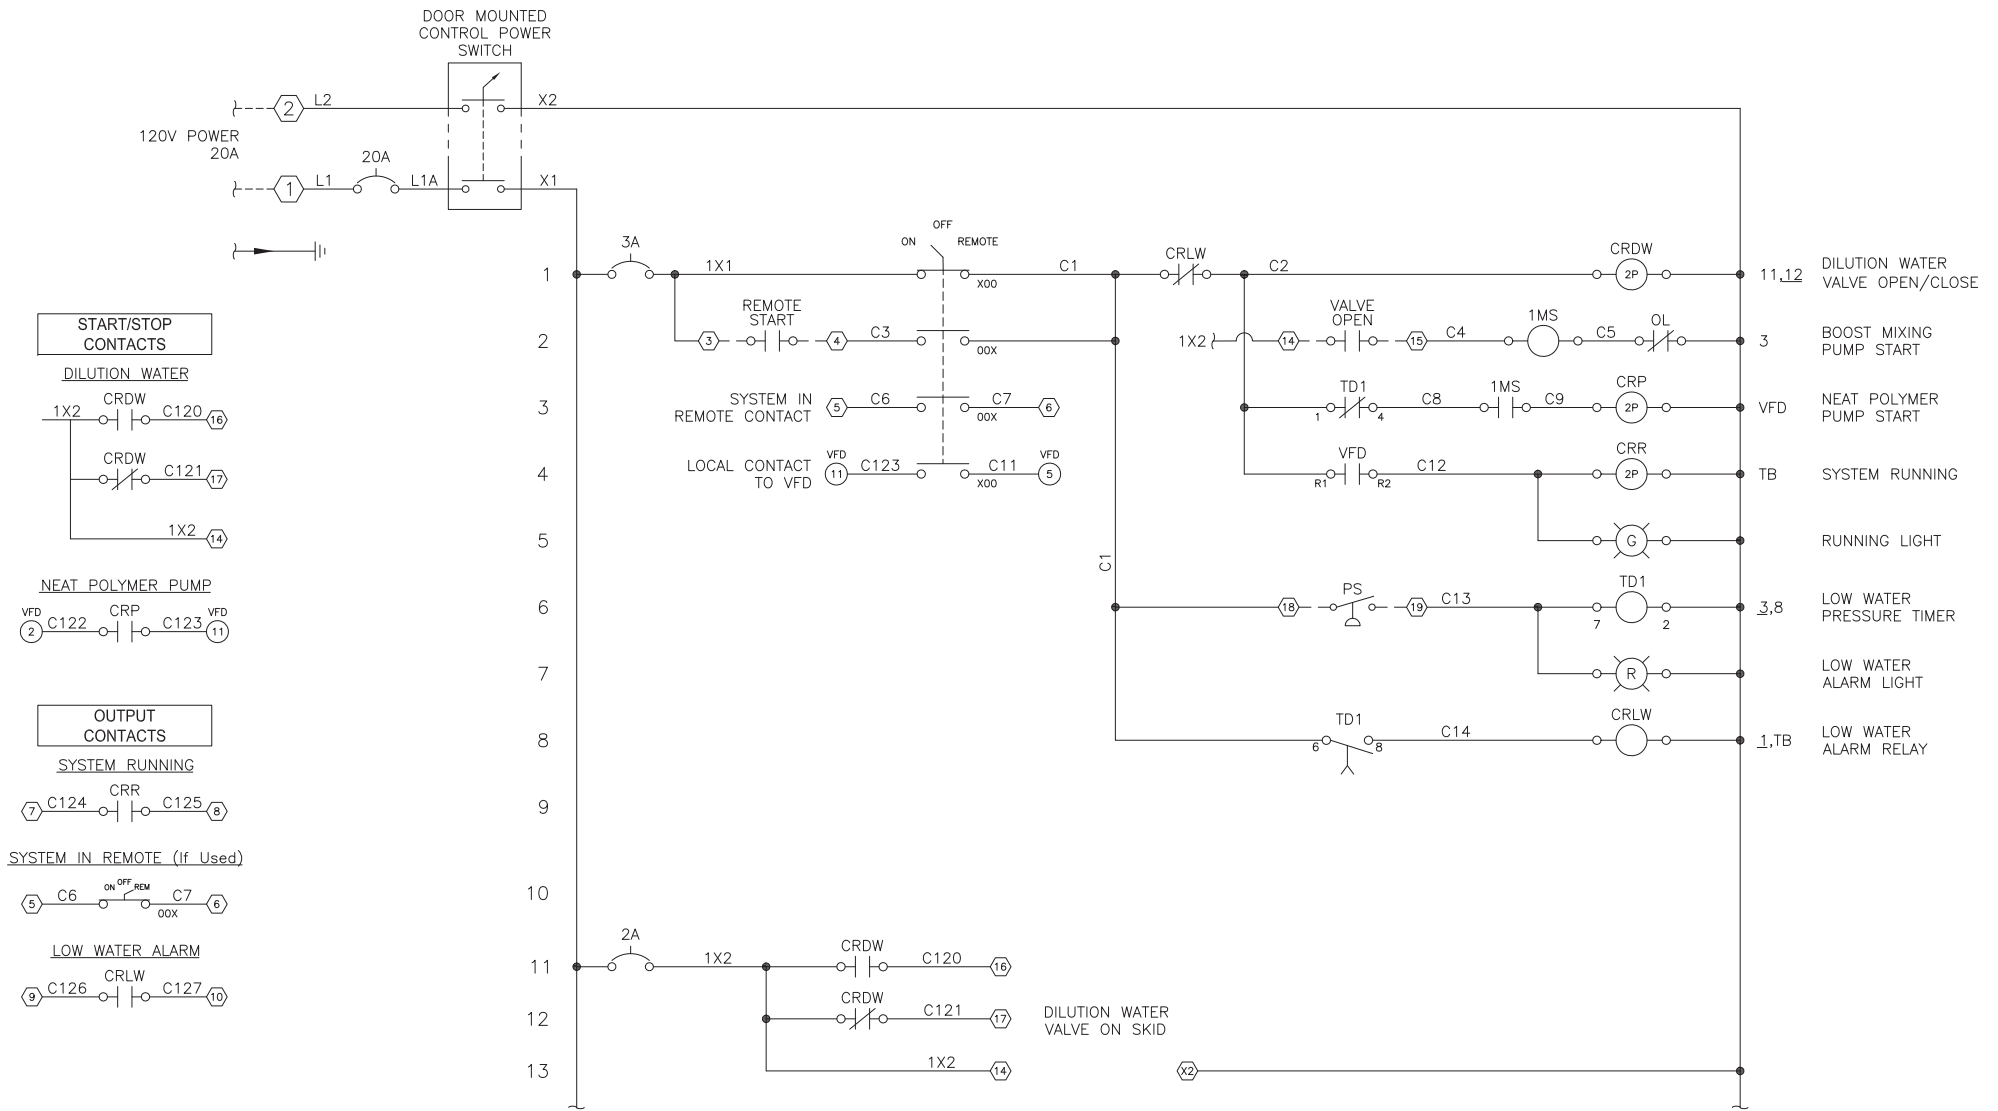 DOOR MOUNTED
CONTROL POWER
SWITCH
2 L2 X2
120V POWER
20A
20A
1 L1 L1A X1
START/STOP
CONTACTS
DILUTION WATER
CRDW
1X2 C120 16
CRDW
C121 17
1X2 14
NEAT POLYMER PUMP
VFD CRP VFD
2 C122 C123 11
OUTPUT
CONTACTS
SYSTEM RUNNING
CRR
7 C124 C125 8
SYSTEM IN REMOTE (If Used)
ON OFF REM
5 C6 C7 6
00X
LOW WATER ALARM
CRLW
9 C126 C127 10
OFF
ON REMOTE
3A CRLW CRDW
1 1X1 C1 C2 2P 11,12 DILUTION WATER
VALVE OPEN/CLOSE
X00
REMOTE
START
VALVE
OPEN
1MS OL
2 3 4 C3 1X2 14 15 C4 C5 3 BOOST MIXING
PUMP START
00X
TD1 1MS CRP
3 SYSTEM IN
REMOTE CONTACT
5 C6 C7 6 1 4 C8 C9 2P VFD NEAT POLYMER
PUMP START
00X
VFD VFD VFD CRR
4 LOCAL CONTACT
TO VFD
11 C123 C11 5 R1 R2 C12 2P TB SYSTEM RUNNING
X00
5 G RUNNING LIGHT
C1
PS TD1
6 18 19 C13 7 2 3,8 LOW WATER
PRESSURE TIMER
7 R LOW WATER
ALARM LIGHT
TD1 CRLW
8 6 8 C14 1,TB LOW WATER
ALARM RELAY
9
10
2A CRDW
11 1X2 C120 16
CRDW
12 C121 17 DILUTION WATER
VALVE ON SKID
13 1X2 14 X2